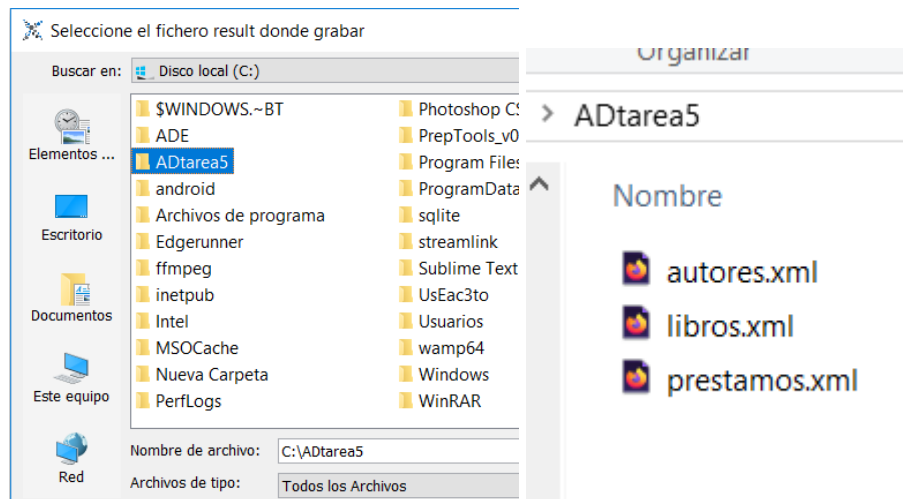 Seleccione el fichero result donde grabar
Buscar en:
Disco local (C:)
Elementos ...
Escritorio
Documentos
Este equipo
Red
$WINDOWS.~BT
ADE
ADtarea5
android
Archivos de programa
Edgerunner
ffmpeg
inetpub
Intel
MSOCache
Nueva Carpeta
PerfLogs
Photoshop CS
PrepTools_v0
Program Files
ProgramData
sqlite
streamlink
Sublime Text
UsEac3to
Usuarios
wamp64
Windows
WinRAR
Nombre de archivo: C:\ADtarea5
Archivos de tipo: Todos los Archivos
Organizar
> ADtarea5
Nombre
autores.xml
libros.xml
prestamos.xml